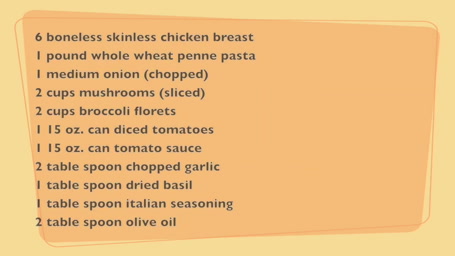 6 boneless skinless chicken breast
1 pound whole wheat penne pasta
1 medium onion (chopped)
2 cups mushrooms (sliced)
2 cups broccoli florets
1 15 oz. can diced tomatoes
1 15 oz. can tomato sauce
2 table spoon chopped garlic
1 table spoon dried basil
1 table spoon italian seasoning
2 table spoon olive oil